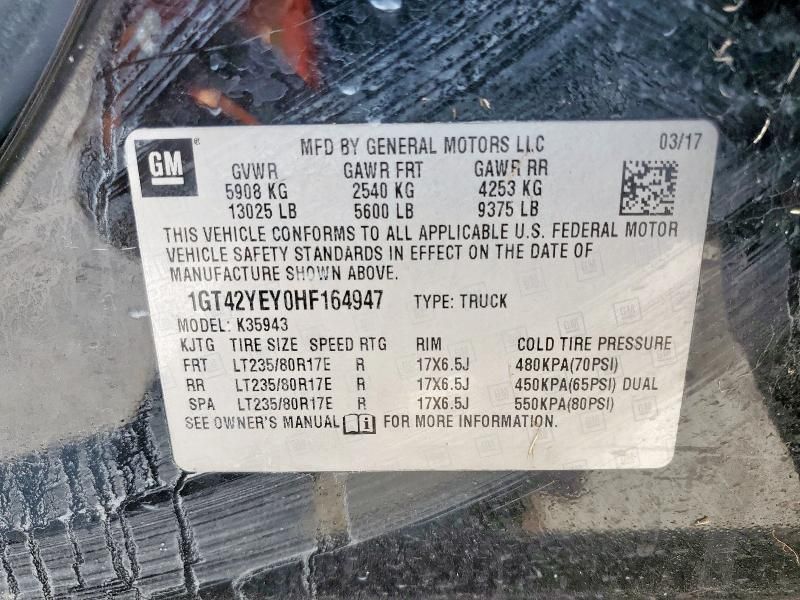 GM ® MFD BY GENERAL MOTORS LLC 03/17
GVWR GAWR FRT GAWR RR
5908 KG 2540 KG 4253 KG
13025 LB 5600 LB 9375 LB
THIS VEHICLE CONFORMS TO ALL APPLICABLE U.S. FEDERAL MOTOR
VEHICLE SAFETY STANDARDS IN EFFECT ON THE DATE OF
MANUFACTURE SHOWN ABOVE.
1GT42YEY0HF164947 TYPE: TRUCK
MODEL: K35943
KJTG TIRE SIZE SPEED RTG RIM COLD TIRE PRESSURE
FRT LT235/80R17E R 17X6.5J 480KPA(70PSI)
RR LT235/80R17E R 17X6.5J 450KPA(65PSI) DUAL
SPA LT235/80R17E R 17X6.5J 550KPA(80PSI)
SEE OWNER'S MANUAL i FOR MORE INFORMATION.